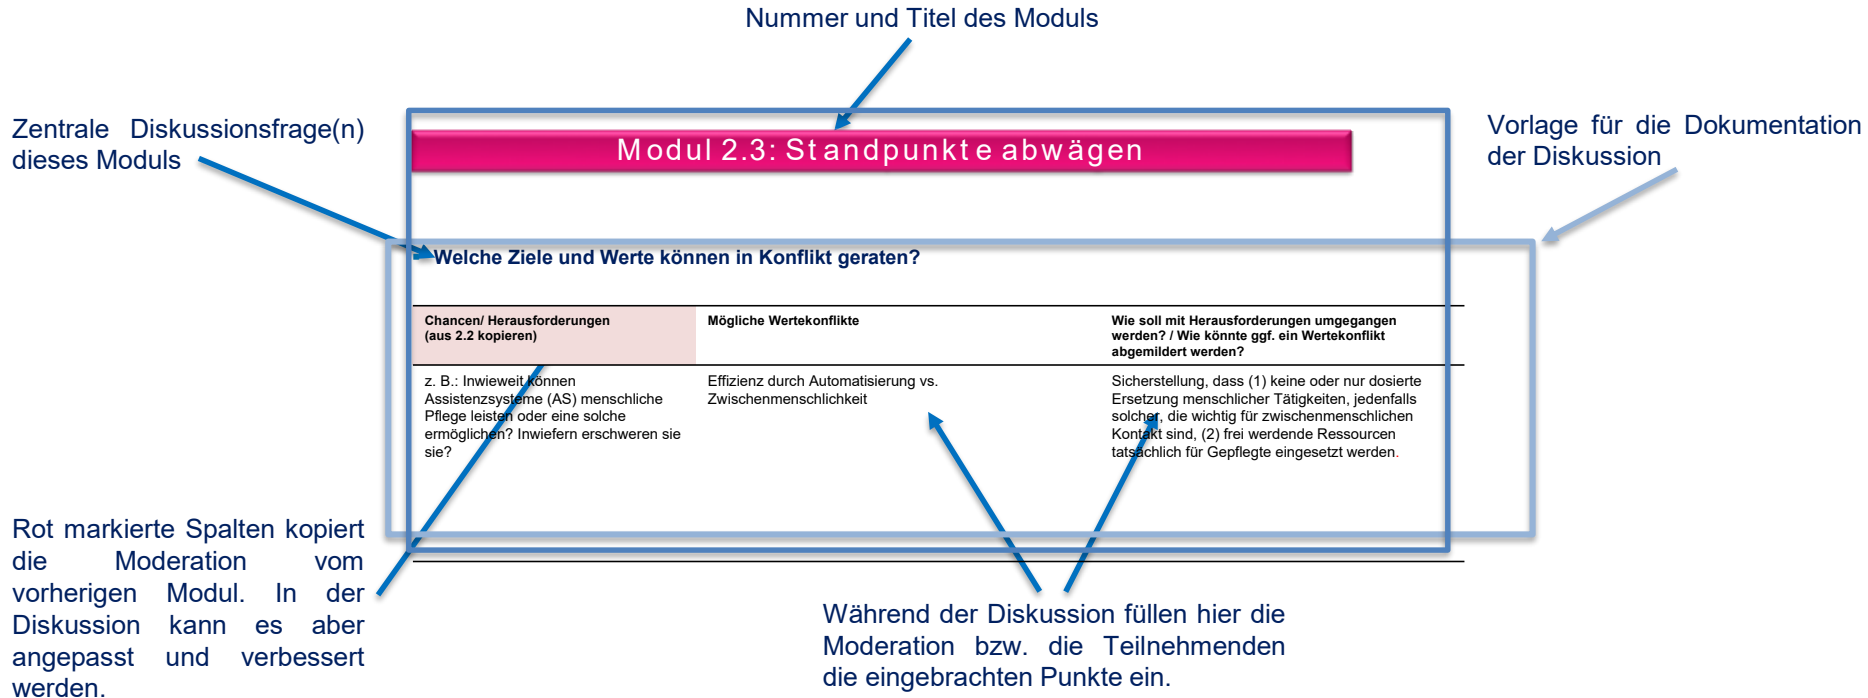 Nummer und Titel des Moduls
Zentrale Diskussionsfrage(n)
dieses Moduls
Vorlage für die Dokumentation
der Diskussion
Modul 2.3: Standpunkte abwägen
Welche Ziele und Werte können in Konflikt geraten?
Chancen/ Herausforderungen
(aus 2.2 kopieren)
Mögliche Wertekonflikte
Wie soll mit Herausforderungen umgegangen
werden? / Wie könnte ggf. ein Wertekonflikt
abgemildert werden?
z. B.: Inwieweit können
Assistenzsysteme (AS) menschliche
Pflege leisten oder eine solche
ermöglichen? Inwiefern erschweren sie
sie?
Effizienz durch Automatisierung vs.
Zwischenmenschlichkeit
Sicherstellung, dass (1) keine oder nur dosierte
Ersetzung menschlicher Tätigkeiten, jedenfalls
solcher, die wichtig für zwischenmenschlichen
Kontakt sind, (2) frei werdende Ressourcen
tatsächlich für Gepflegte eingesetzt werden.
Rot markierte Spalten kopiert
die Moderation vom
vorherigen Modul. In der
Diskussion kann es aber
angepasst und verbessert
werden.
Während der Diskussion füllen hier die
Moderation bzw. die Teilnehmenden
die eingebrachten Punkte ein.